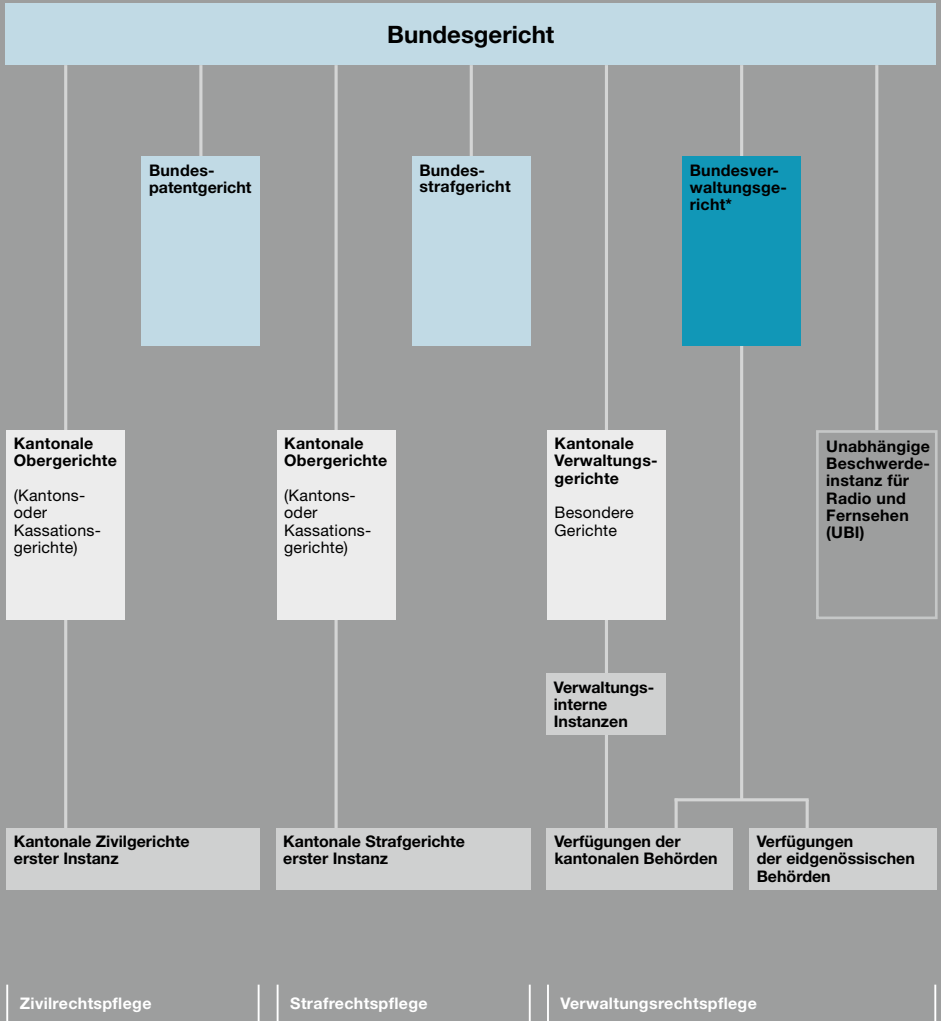 Bundesgericht
Bundes-
patentgericht
Bundes-
strafgericht
Bundesver-
waltungsge-
richt*
Kantonale
Obergerichte
(Kantons-
oder
Kassations-
gerichte)
Kantonale
Obergerichte
(Kantons-
oder
Kassations-
gerichte)
Kantonale
Verwaltungs-
gerichte
Besondere
Gerichte
Unabhängige
Beschwerde-
instanz für
Radio und
Fernsehen
(UBI)
Verwaltungs-
interne
Instanzen
Kantonale Zivilgerichte
erster Instanz
Kantonale Strafgerichte
erster Instanz
Verfügungen der
kantonalen Behörden
Verfügungen
der eidgenössischen
Behörden
Zivilrechtspflege
Strafrechtspflege
Verwaltungsrechtspflege